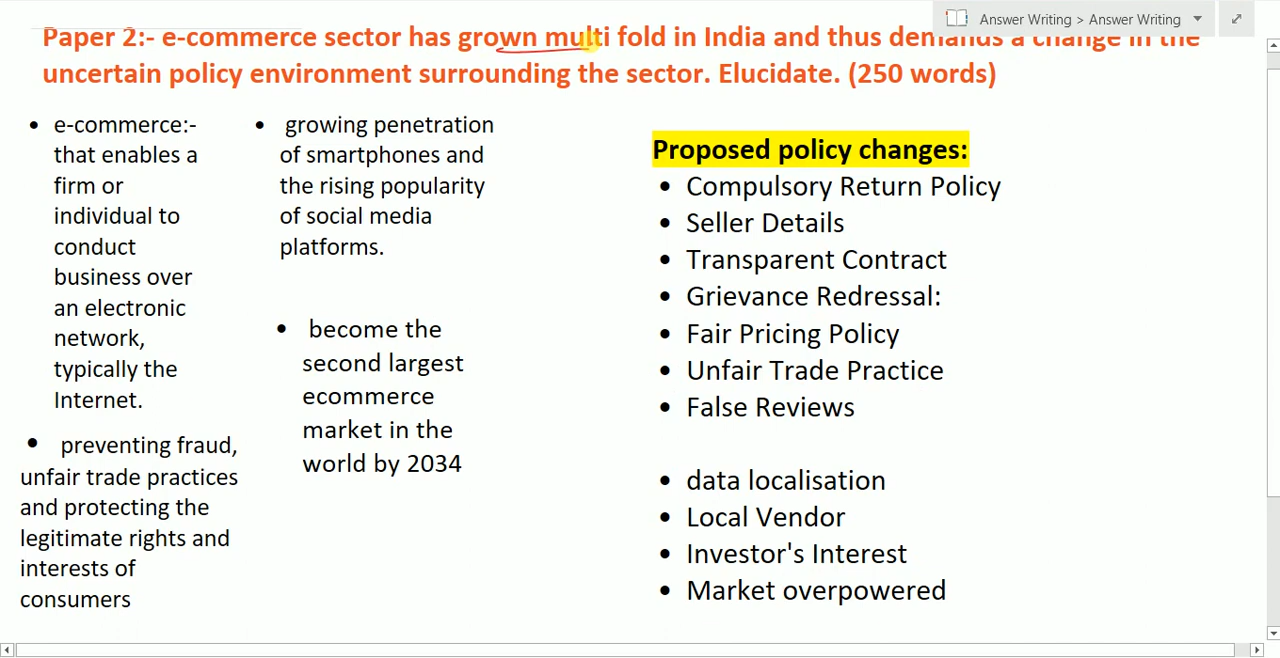 Answer Writing > Answer Writing
Paper 2:- e-commerce sector has grown multi fold in India and thus demands a change in the
uncertain policy environment surrounding the sector. Elucidate. (250 words)
• e-commerce:-
that enables a
firm or
individual to
conduct
business over
an electronic
network,
typically the
Internet.
• preventing fraud,
unfair trade practices
and protecting the
legitimate rights and
interests of
consumers
• growing penetration
of smartphones and
the rising popularity
of social media
platforms.
• become the
second largest
ecommerce
market in the
world by 2034
Proposed policy changes:
• Compulsory Return Policy
• Seller Details
• Transparent Contract
• Grievance Redressal:
• Fair Pricing Policy
• Unfair Trade Practice
• False Reviews
• data localisation
• Local Vendor
• Investor's Interest
• Market overpowered